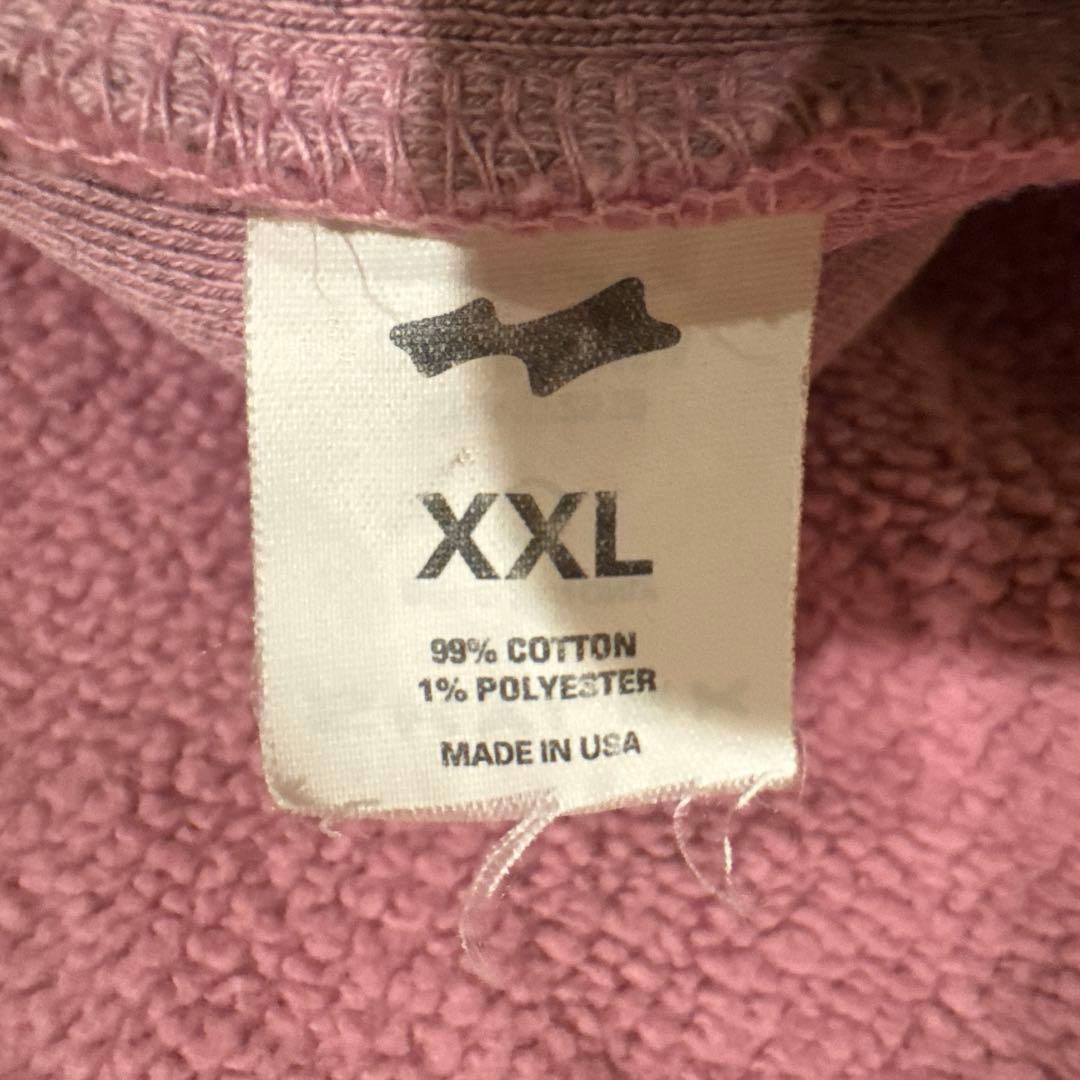 XXL
99% COTTON
1% POLYESTER
MADE IN USA